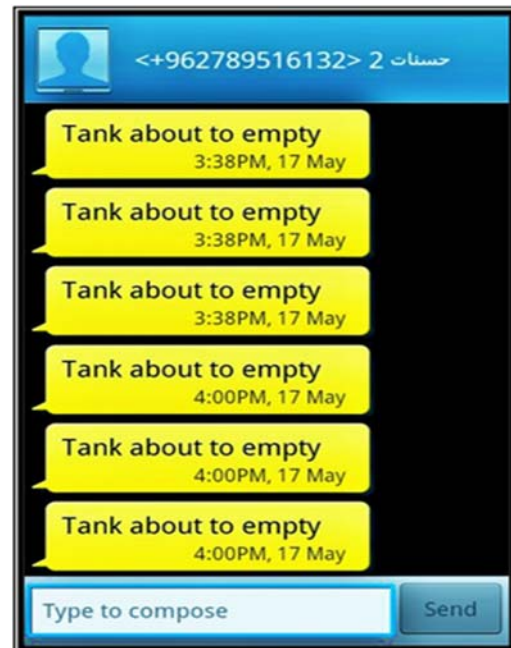 <+962789516132> 2 حسنات
Tank about to empty
3:38PM, 17 May
Tank about to empty
3:38PM, 17 May
Tank about to empty
3:38PM, 17 May
Tank about to empty
4:00PM, 17 May
Tank about to empty
4:00PM, 17 May
Tank about to empty
4:00PM, 17 May
Type to compose
Send